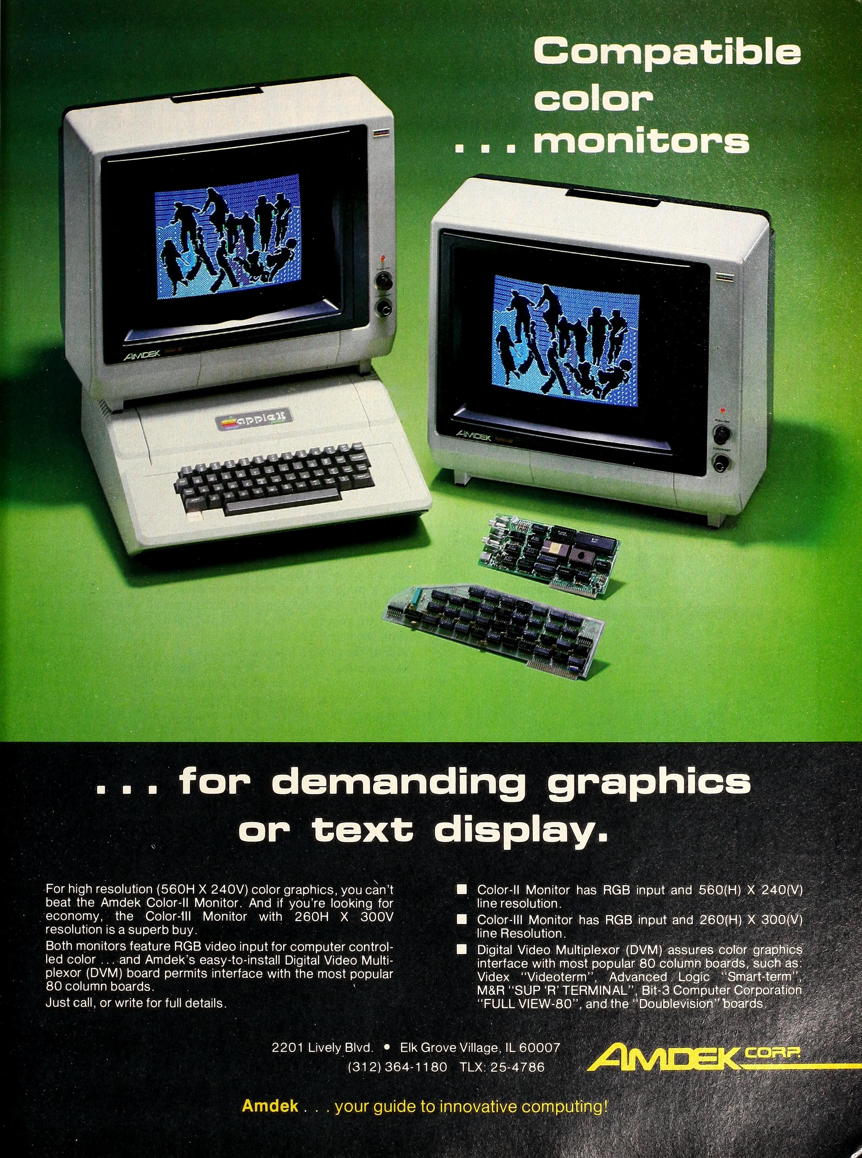 Compatible
color
. . . monitors
AMDEK
AMDEK
apple II
. . . for demanding graphics
or text display.
For high resolution (560H X 240V) color graphics, you can't
beat the Amdek Color-II Monitor. And if you're looking for
economy, the Color-III Monitor with 260H X 300V
resolution is a superb buy.
Both monitors feature RGB video input for computer control-
led color ... and Amdek's easy-to-install Digital Video Multi-
plexor (DVM) board permits interface with the most popular
80 column boards.
Just call, or write for full details.
■ Color-II Monitor has RGB input and 560(H) X 240(V)
line resolution.
■ Color-III Monitor has RGB input and 260(H) X 300(V)
line Resolution.
■ Digital Video Multiplexor (DVM) assures color graphics
interface with most popular 80 column boards, such as:
Videx "Videoterm", Advanced Logic "Smart-term",
M&R "SUP 'R' TERMINAL", Bit-3 Computer Corporation
"FULL VIEW-80", and the "Doublevision" boards.
2201 Lively Blvd. • Elk Grove Village, IL 60007
(312) 364-1180 TLX: 25-4786
AMDEK CORP.
Amdek . . . your guide to innovative computing!